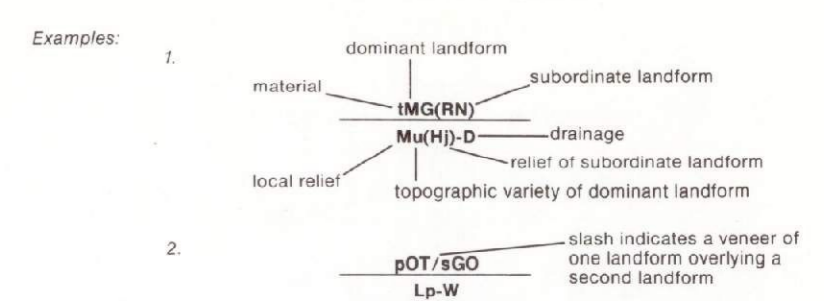 Examples:
1.
dominant landform
subordinate landform
material
tMG(RN)
Mu(Hj)-D
drainage
relief of subordinate landform
local relief
topographic variety of dominant landform
2.
slash indicates a veneer of
one landform overlying a
second landform
pOT/sGO
Lp-W